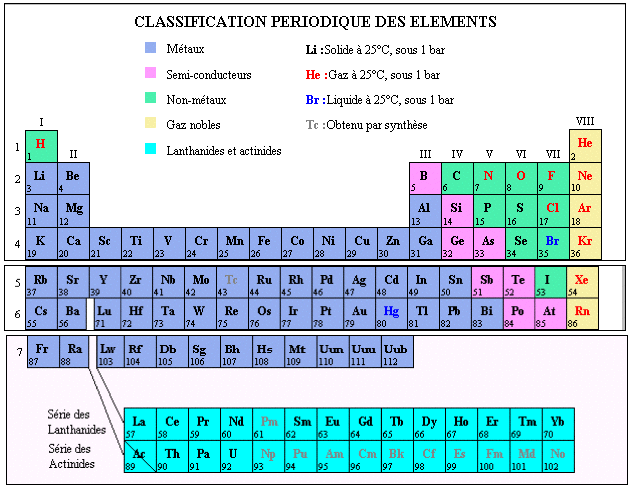 CLASSIFICATION PERIODIQUE DES ELEMENTS
Métaux Li : Solide à 25°C, sous 1 bar
Semi-conducteurs He : Gaz à 25°C, sous 1 bar
Non-métaux Br : Liquide à 25°C, sous 1 bar
Gaz nobles Tc : Obtenu par synthèse
Lanthanides et actinides
I VIII
1 H He
1 2
II III IV V VI VII
2 Li Be B C N O F Ne
3 4 5 6 7 8 9 10
3 Na Mg Al Si P S Cl Ar
11 12 13 14 15 16 17 18
4 K Ca Sc Ti V Cr Mn Fe Co Ni Cu Zn Ga Ge As Se Br Kr
19 20 21 22 23 24 25 26 27 28 29 30 31 32 33 34 35 36
5 Rb Sr Y Zr Nb Mo Tc Ru Rh Pd Ag Cd In Sn Sb Te I Xe
37 38 39 40 41 42 43 44 45 46 47 48 49 50 51 52 53 54
6 Cs Ba Lu Hf Ta W Re Os Ir Pt Au Hg Tl Pb Bi Po At Rn
55 56 71 72 73 74 75 76 77 78 79 80 81 82 83 84 85 86
7 Fr Ra Lw Rf Db Sg Bh Hs Mt Uun Uuu Uub
87 88 103 104 105 106 107 108 109 110 111 112
Série des Lanthanides
La Ce Pr Nd Pm Sm Eu Gd Tb Dy Ho Er Tm Yb
57 58 59 60 61 62 63 64 65 66 67 68 69 70
Série des Actinides
Ac Th Pa U Np Pu Am Cm Bk Cf Es Fm Md No
89 90 91 92 93 94 95 96 97 98 99 100 101 102